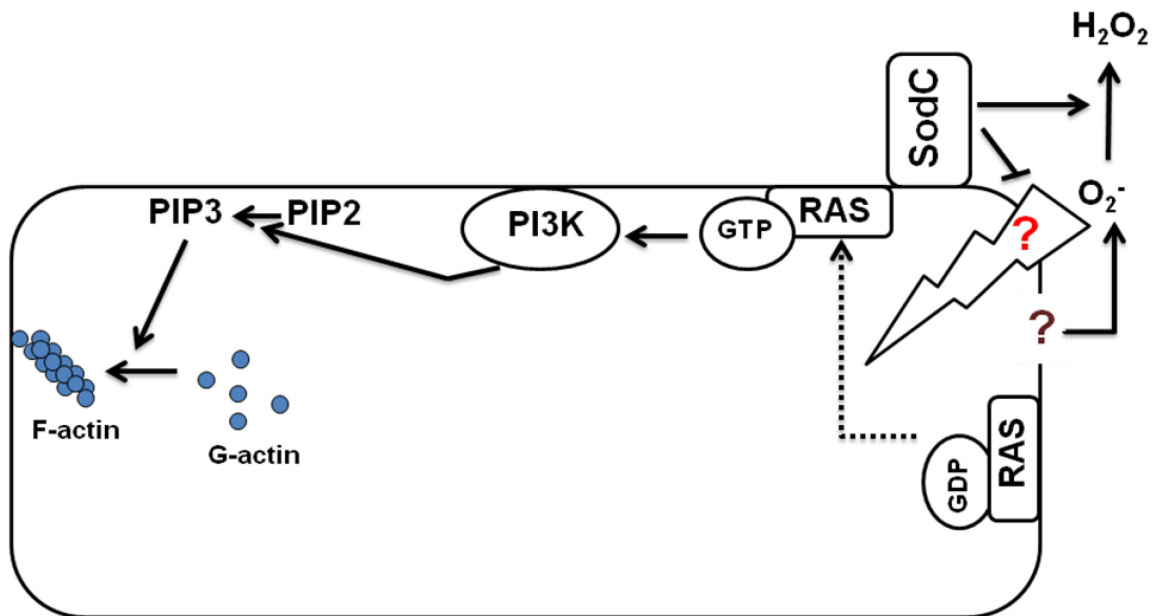 H₂O₂
SodC
O₂⁻
PIP3
PIP2
PI3K
GTP
RAS
?
?
F-actin
G-actin
GDP
RAS